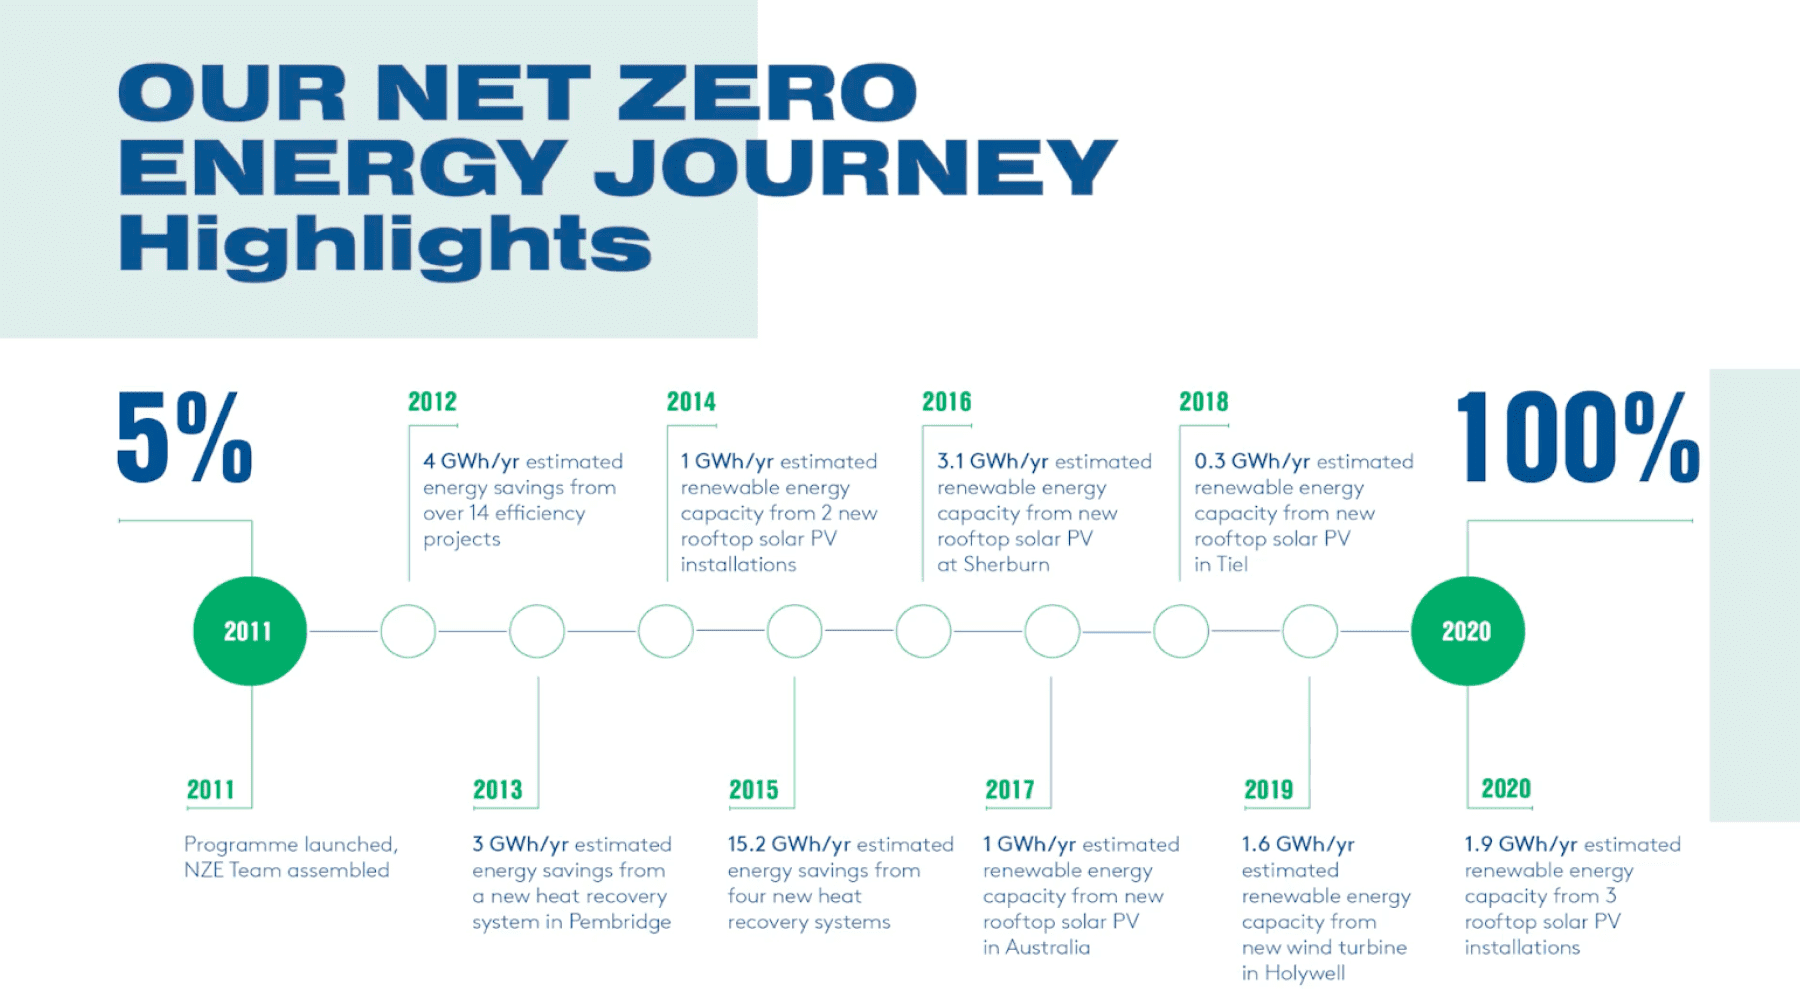 OUR NET ZERO
ENERGY JOURNEY
Highlights
5%
2012
4 GWh/yr estimated
energy savings from
over 14 efficiency
projects
2014
1 GWh/yr estimated
renewable energy
capacity from 2 new
rooftop solar PV
installations
2016
3.1 GWh/yr estimated
renewable energy
capacity from new
rooftop solar PV
at Sherburn
2018
0.3 GWh/yr estimated
renewable energy
capacity from new
rooftop solar PV
in Tiel
100%
2011
2020
2011
Programme launched,
NZE Team assembled
2013
3 GWh/yr estimated
energy savings from
a new heat recovery
system in Pembridge
2015
15.2 GWh/yr estimated
energy savings from
four new heat
recovery systems
2017
1 GWh/yr estimated
renewable energy
capacity from new
rooftop solar PV
in Australia
2019
1.6 GWh/yr
estimated
renewable energy
capacity from
new wind turbine
in Holywell
2020
1.9 GWh/yr estimated
renewable energy
capacity from 3
rooftop solar PV
installations